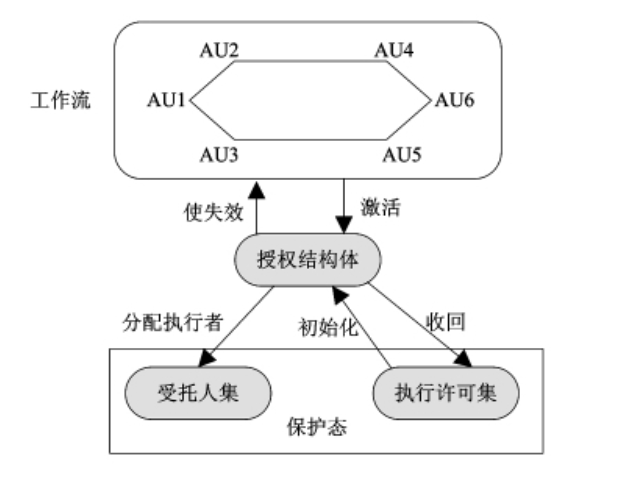 AU2 AU4
工作流 AU1 AU6
AU3 AU5
使失效 激活
授权结构体
分配执行者 初始化 收回
受托人集 执行许可集
保护态